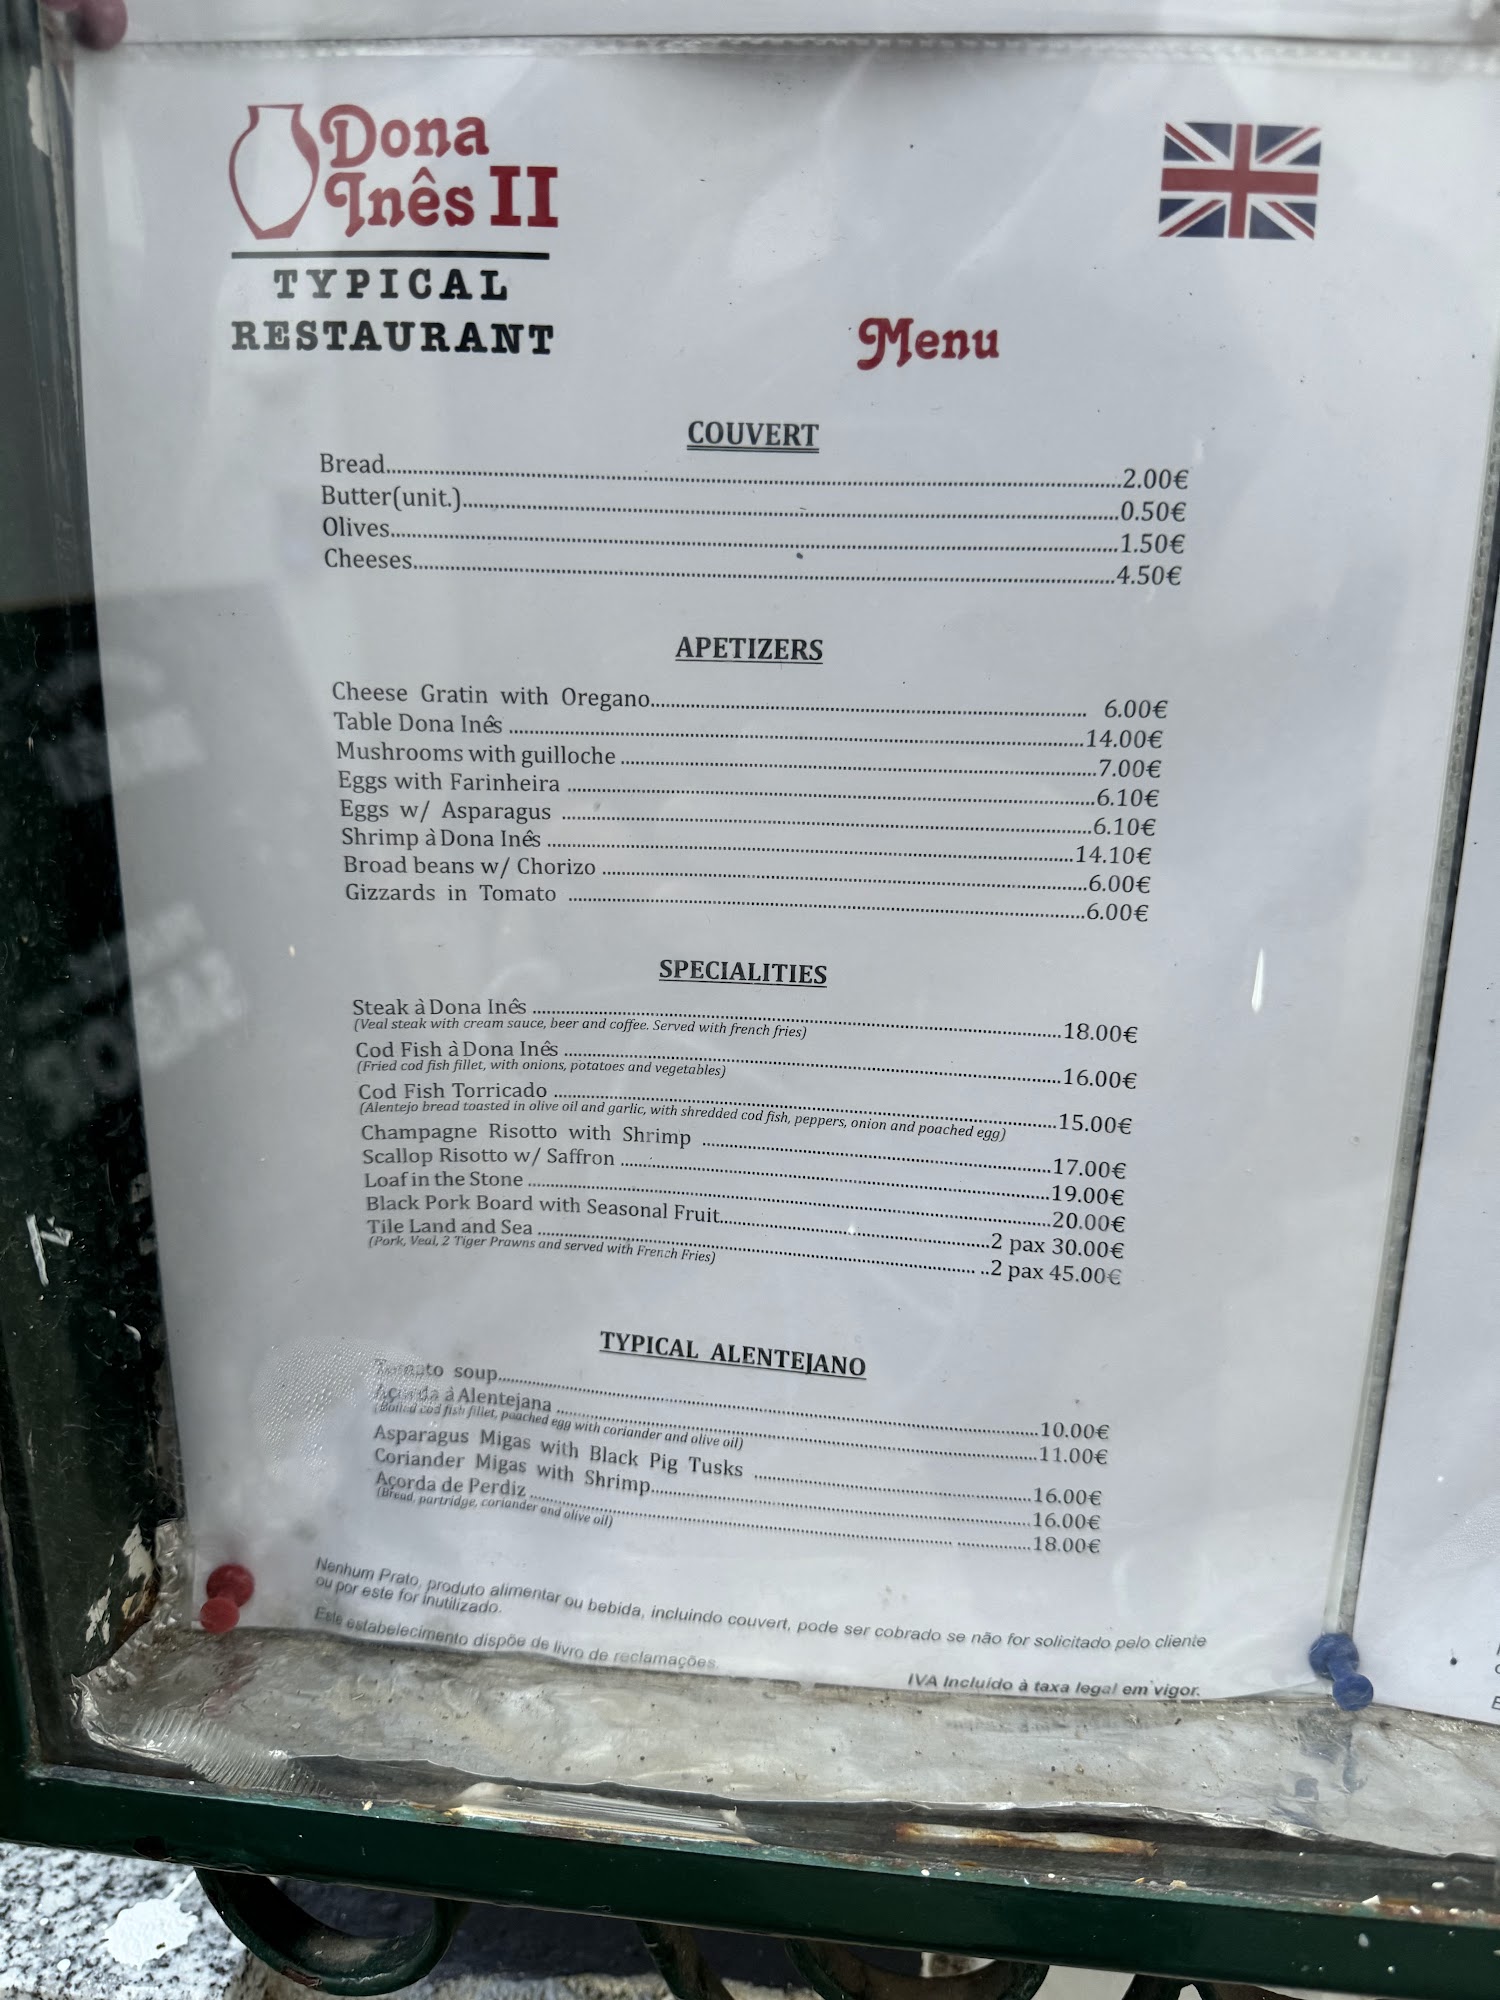 Dona
Inês II
TYPICAL
RESTAURANT
Menu
COUVERT
Bread....................2.00€
Butter(unit.)....................0.50€
Olives....................1.50€
Cheeses....................4.50€
APETIZERS
Cheese Gratin with Oregano.................... 6.00€
Table Dona Inês ....................14.00€
Mushrooms with guilloche ....................7.00€
Eggs with Farinheira ....................6.10€
Eggs w/ Asparagus ....................6.10€
Shrimp à Dona Inês ....................14.10€
Broad beans w/ Chorizo ....................6.00€
Gizzards in Tomato ....................6.00€
SPECIALITIES
Steak à Dona Inês ....................18.00€
(Veal steak with cream sauce, beer and coffee. Served with french fries)
Cod Fish à Dona Inês ....................16.00€
(Fried cod fish fillet, with onions, potatoes and vegetables)
Cod Fish Torricado ....................15.00€
(Alentejo bread toasted in olive oil and garlic, with shredded cod fish, peppers, onion and poached egg)
Champagne Risotto with Shrimp ....................17.00€
Scallop Risotto w/ Saffron ....................19.00€
Loaf in the Stone ....................20.00€
Black Pork Board with Seasonal Fruit....................2 pax 30.00€
Tile Land and Sea .................... ..2 pax 45.00€
(Pork, Veal, 2 Tiger Prawns and served with French Fries)
TYPICAL ALENTEJANO
Tomato soup....................10.00€
Açorda à Alentejana ....................11.00€
(Boiled cod fish fillet, poached egg with coriander and olive oil)
Asparagus Migas with Black Pig Tusks ....................16.00€
Coriander Migas with Shrimp....................16.00€
Açorda de Perdiz ....................18.00€
(Bread, partridge, coriander and olive oil)
Nenhum Prato, produto alimentar ou bebida, incluindo couvert, pode ser cobrado se não for solicitado pelo cliente
ou por este for inutilizado.
Este estabelecimento dispõe de livro de reclamações.
IVA Incluído à taxa legal em vigor.